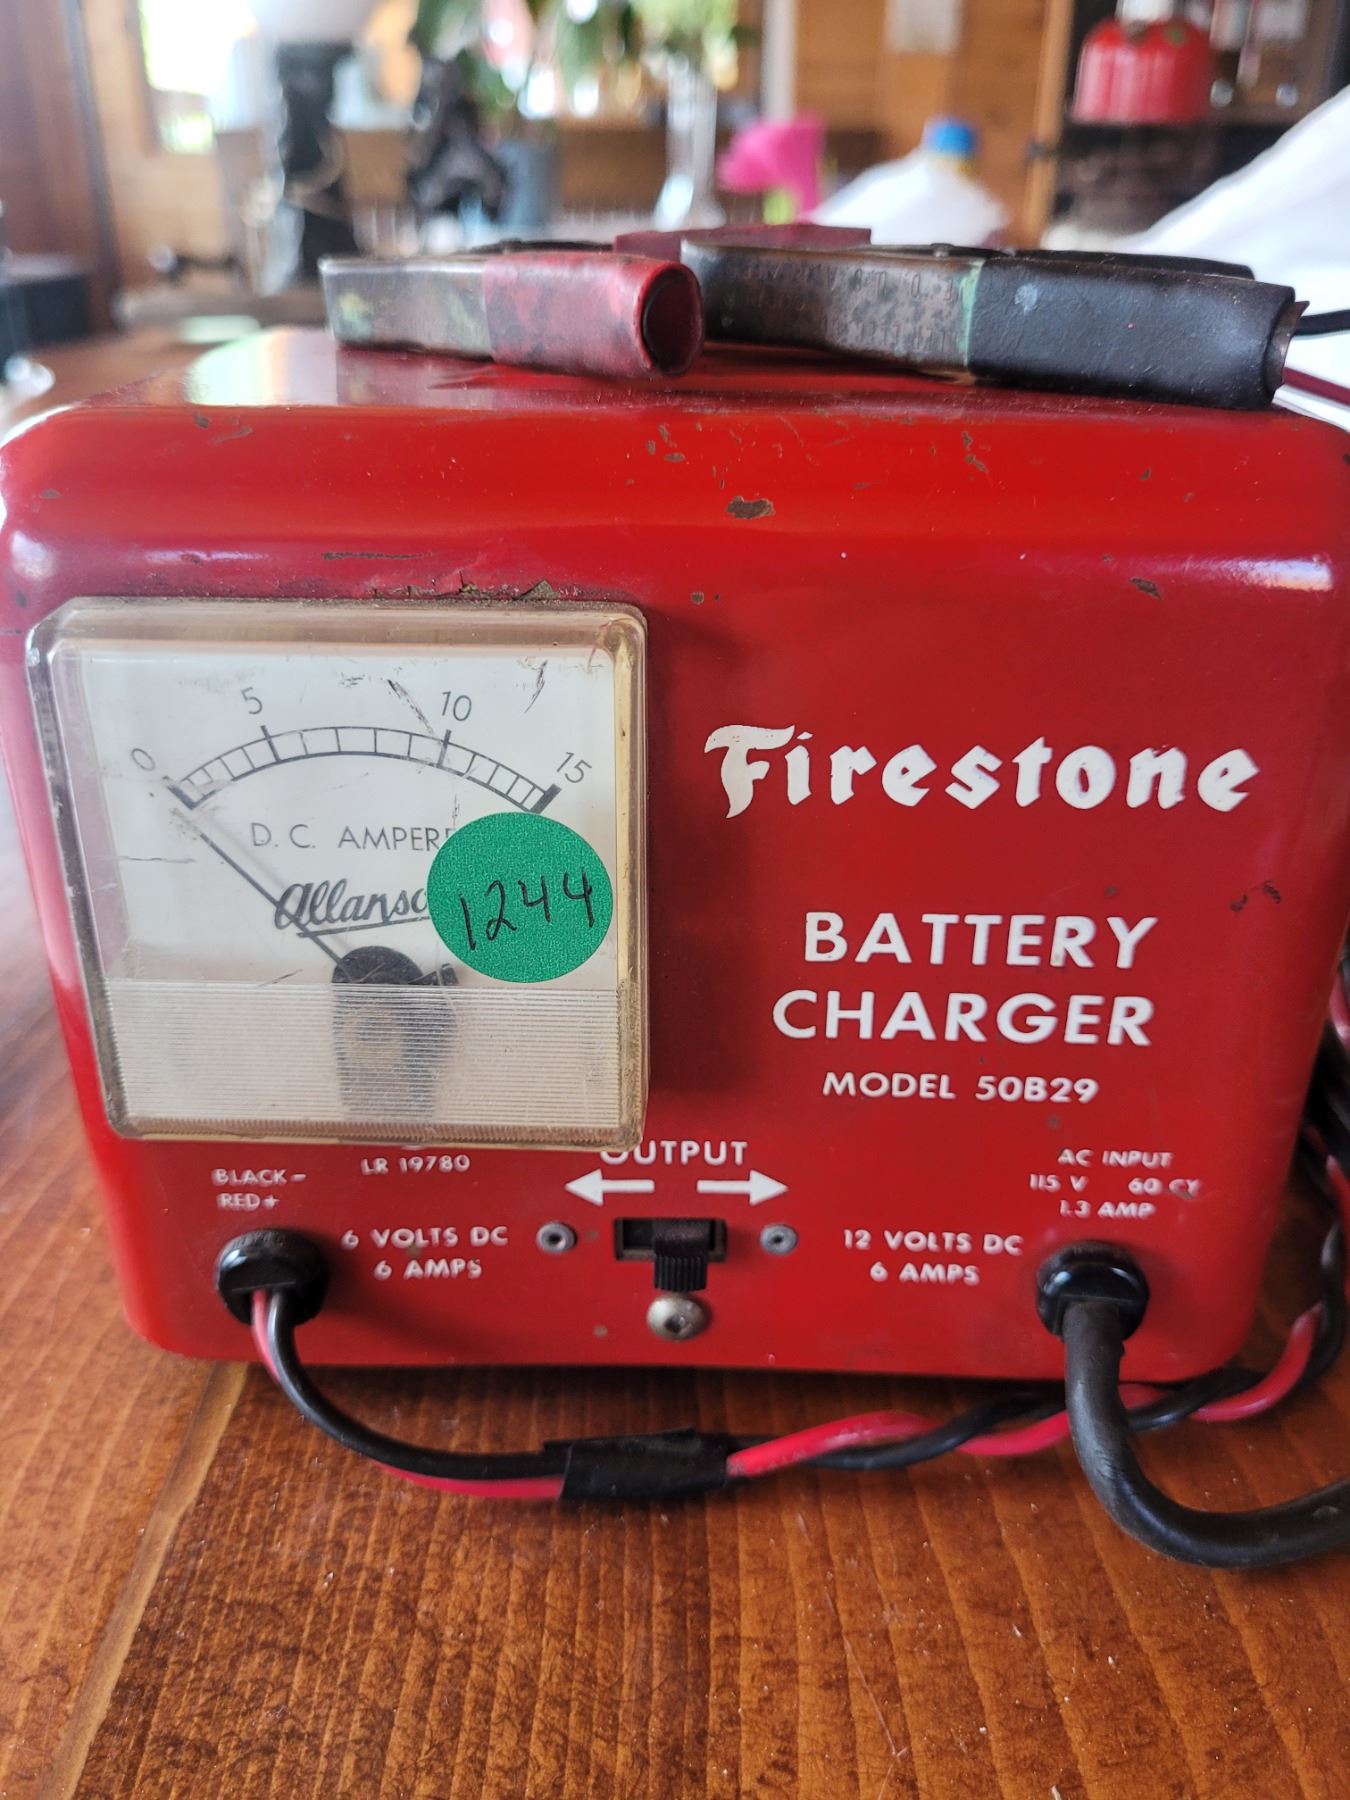 0 5 10 15
D.C. AMPERE
Allanso
1244
Firestone
BATTERY
CHARGER
MODEL 50B29
LR 19780
OUTPUT
BLACK-
RED+
6 VOLTS DC
6 AMPS
12 VOLTS DC
6 AMPS
AC INPUT
115 V 60 CY
1.3 AMP